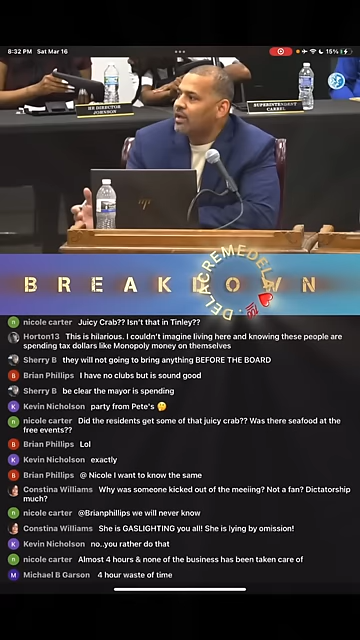 8:32 PM Sat Mar 16
15%
HR DIRECTOR
JOHNSON
SUPERINTENDENT
CARREL
BREAKDOWN
DELACREMEDELA
nicole carter Juicy Crab?? Isn't that in Tinley??
Horton13 This is hilarious. I couldn't imagine living here and knowing these people are
spending tax dollars like Monopoly money on themselves
Sherry B they will not going to bring anything BEFORE THE BOARD
Brian Phillips I have no clubs but is sound good
Sherry B be clear the mayor is spending
Kevin Nicholson party from Pete's 🤔
nicole carter Did the residents get some of that juicy crab?? Was there seafood at the
free events??
Brian Phillips Lol
Kevin Nicholson exactly
Brian Phillips @ Nicole I want to know the same
Constina Williams Why was someone kicked out of the meeiing? Not a fan? Dictatorship
much?
nicole carter @Brianphillips we will never know
Constina Williams She is GASLIGHTING you all! She is lying by omission!
Kevin Nicholson no..you rather do that
nicole carter Almost 4 hours & none of the business has been taken care of
Michael B Garson 4 hour waste of time